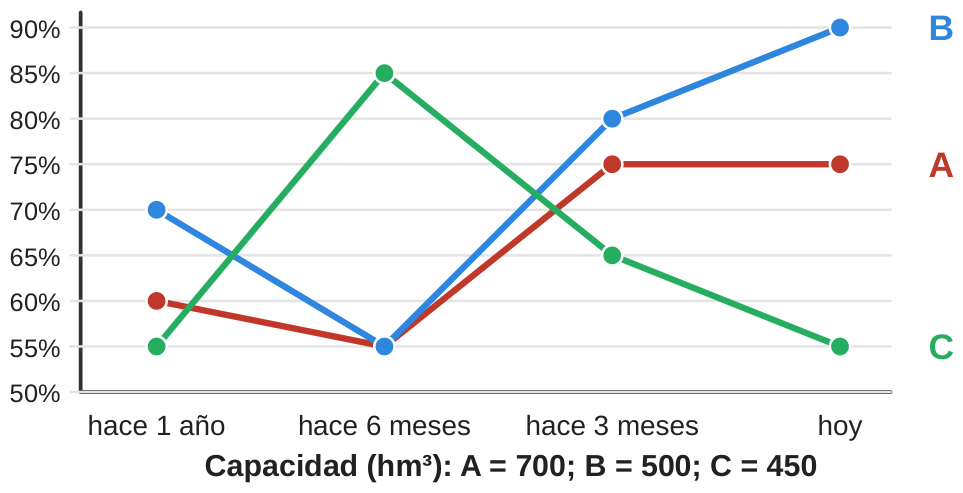 90%
85%
80%
75%
70%
65%
60%
55%
50%
B
A
C
hace 1 año hace 6 meses hace 3 meses hoy
Capacidad (hm³): A = 700; B = 500; C = 450